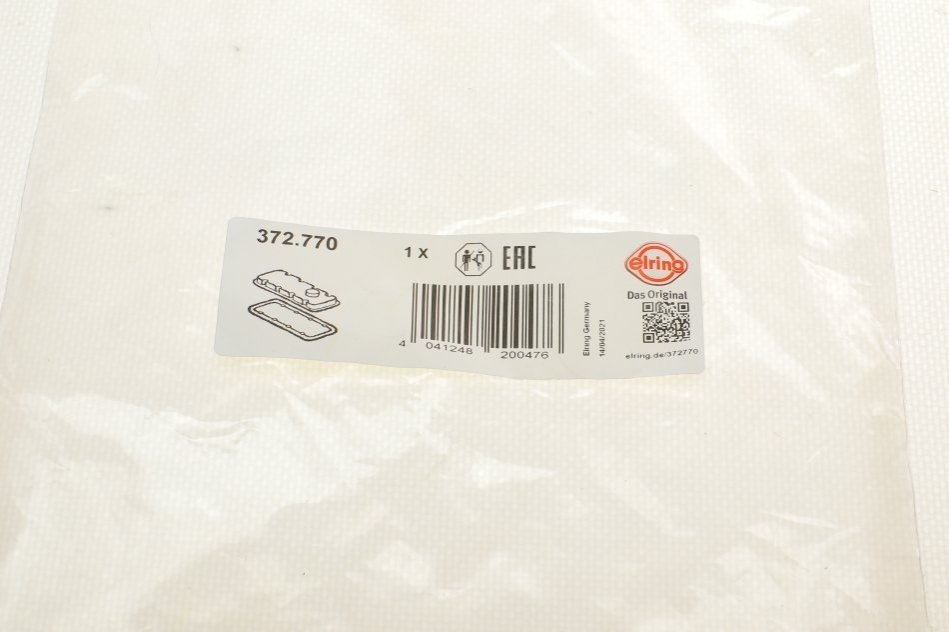 372.770
1 X
EAC
4 041248 200476
Elring Germany
14/04/2021
elring
Das Original
elring.de/372770